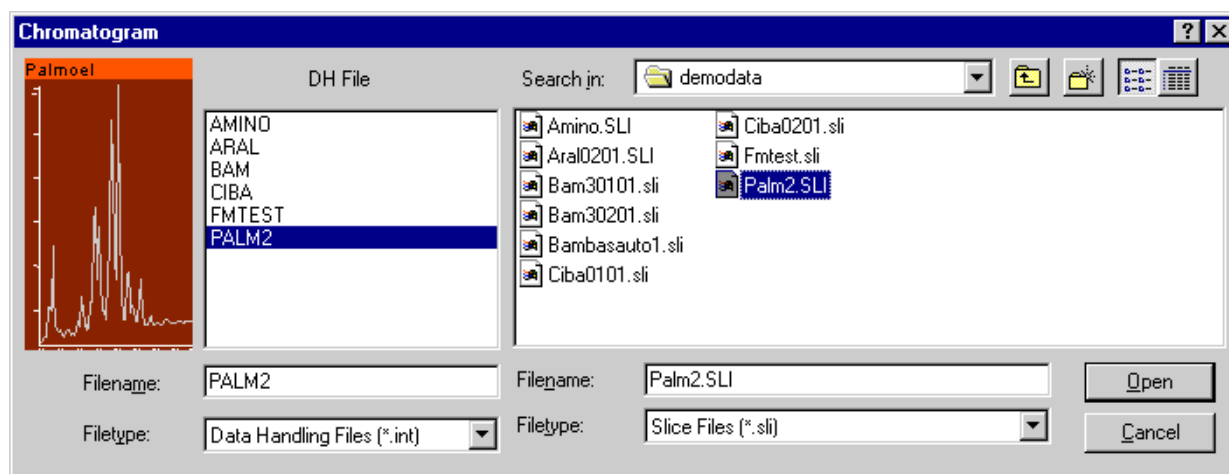 Chromatogram
Palmoel
DH File
Search in:
demodata
AMINO
ARAL
BAM
CIBA
FMTEST
PALM2
Amino.SLI
Aral0201.SLI
Bam30101.sli
Bam30201.sli
Bambasauto1.sli
Ciba0101.sli
Ciba0201.sli
Fmtest.sli
Palm2.SLI
Filename:
PALM2
Filename:
Palm2.SLI
Open
Filetype:
Data Handling Files (*.int)
Filetype:
Slice Files (*.sli)
Cancel